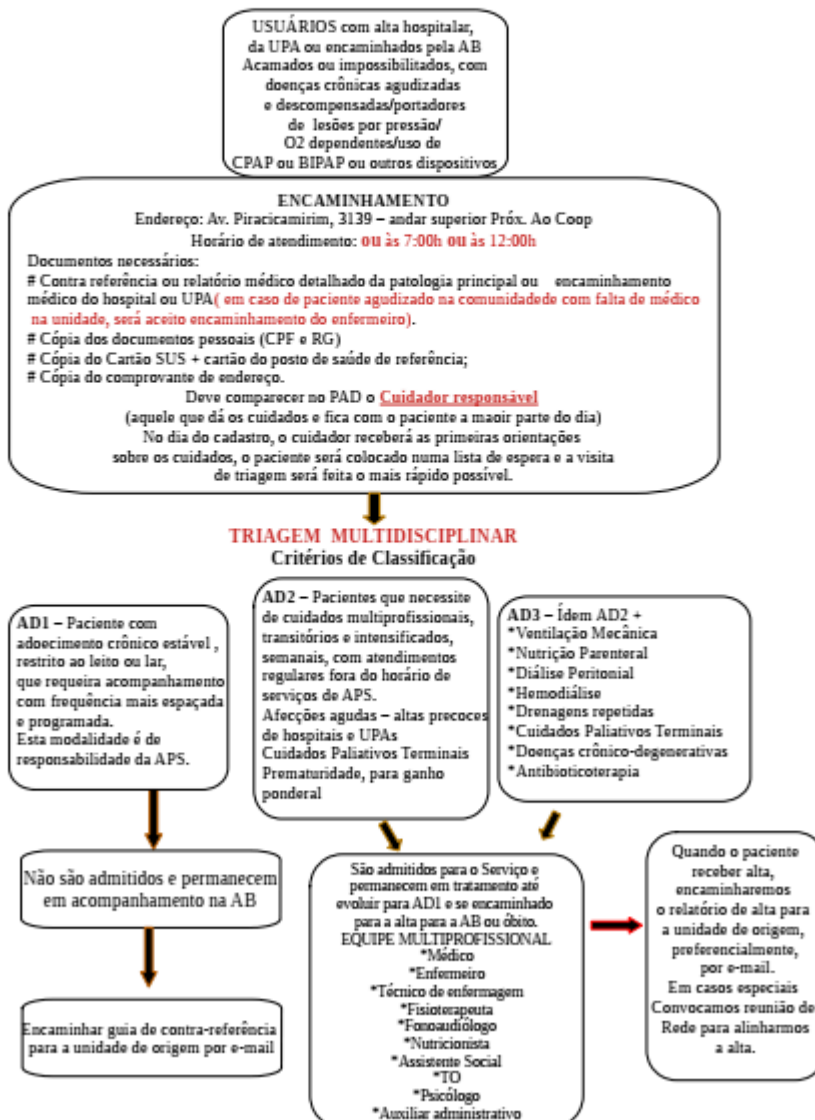 USUÁRIOS com alta hospitalar,
da UPA ou encaminhados pela AB
Acamados ou impossibilitados, com
doenças crônicas agudizadas
e descompensadas/portadores
de lesões por pressão/
O2 dependentes/uso de
CPAP ou BIPAP ou outros dispositivos
ENCAMINHAMENTO
Endereço: Av. Piracicamirim, 3139 – andar superior Próx. Ao Coop
Horário de atendimento: ou às 7:00h ou às 12:00h
Documentos necessários:
# Contra referência ou relatório médico detalhado da patologia principal ou encaminhamento
médico do hospital ou UPA( em caso de paciente agudizado na comunidadede com falta de médico
na unidade, será aceito encaminhamento do enfermeiro).
# Cópia dos documentos pessoais (CPF e RG)
# Cópia do Cartão SUS + cartão do posto de saúde de referência;
# Cópia do comprovante de endereço.
Deve comparecer no PAD o Cuidador responsável
(aquele que dá os cuidados e fica com o paciente a maoir parte do dia)
No dia do cadastro, o cuidador receberá as primeiras orientações
sobre os cuidados, o paciente será colocado numa lista de espera e a visita
de triagem será feita o mais rápido possível.
TRIAGEM MULTIDISCIPLINAR
Critérios de Classificação
AD1 – Paciente com
adoecimento crônico estável ,
restrito ao leito ou lar,
que requeira acompanhamento
com frequência mais espaçada
e programada.
Esta modalidade é de
responsabilidade da APS.
AD2 – Pacientes que necessite
de cuidados multiprofissionais,
transitórios e intensificados,
semanais, com atendimentos
regulares fora do horário de
serviços de APS.
Afecções agudas – altas precoces
de hospitais e UPAs
Cuidados Paliativos Terminais
Prematuridade, para ganho
ponderal
AD3 – Ídem AD2 +
*Ventilação Mecânica
*Nutrição Parenteral
*Diálise Peritonial
*Hemodiálise
*Drenagens repetidas
*Cuidados Paliativos Terminais
*Doenças crônico-degenerativas
*Antibioticoterapia
Não são admitidos e permanecem
em acompanhamento na AB
Encaminhar guia de contra-referência
para a unidade de origem por e-mail
São admitidos para o Serviço e
permanecem em tratamento até
evoluir para AD1 e se encaminhado
para a alta para a AB ou óbito.
EQUIPE MULTIPROFISSIONAL
*Médico
*Enfermeiro
*Técnico de enfermagem
*Fisioterapeuta
*Fonoaudiólogo
*Nutricionista
*Assistente Social
*TO
*Psicólogo
*Auxiliar administrativo
Quando o paciente
receber alta,
encaminharemos
o relatório de alta para
a unidade de origem,
preferencialmente,
por e-mail.
Em casos especiais
Convocamos reunião de
Rede para alinharmos
a alta.